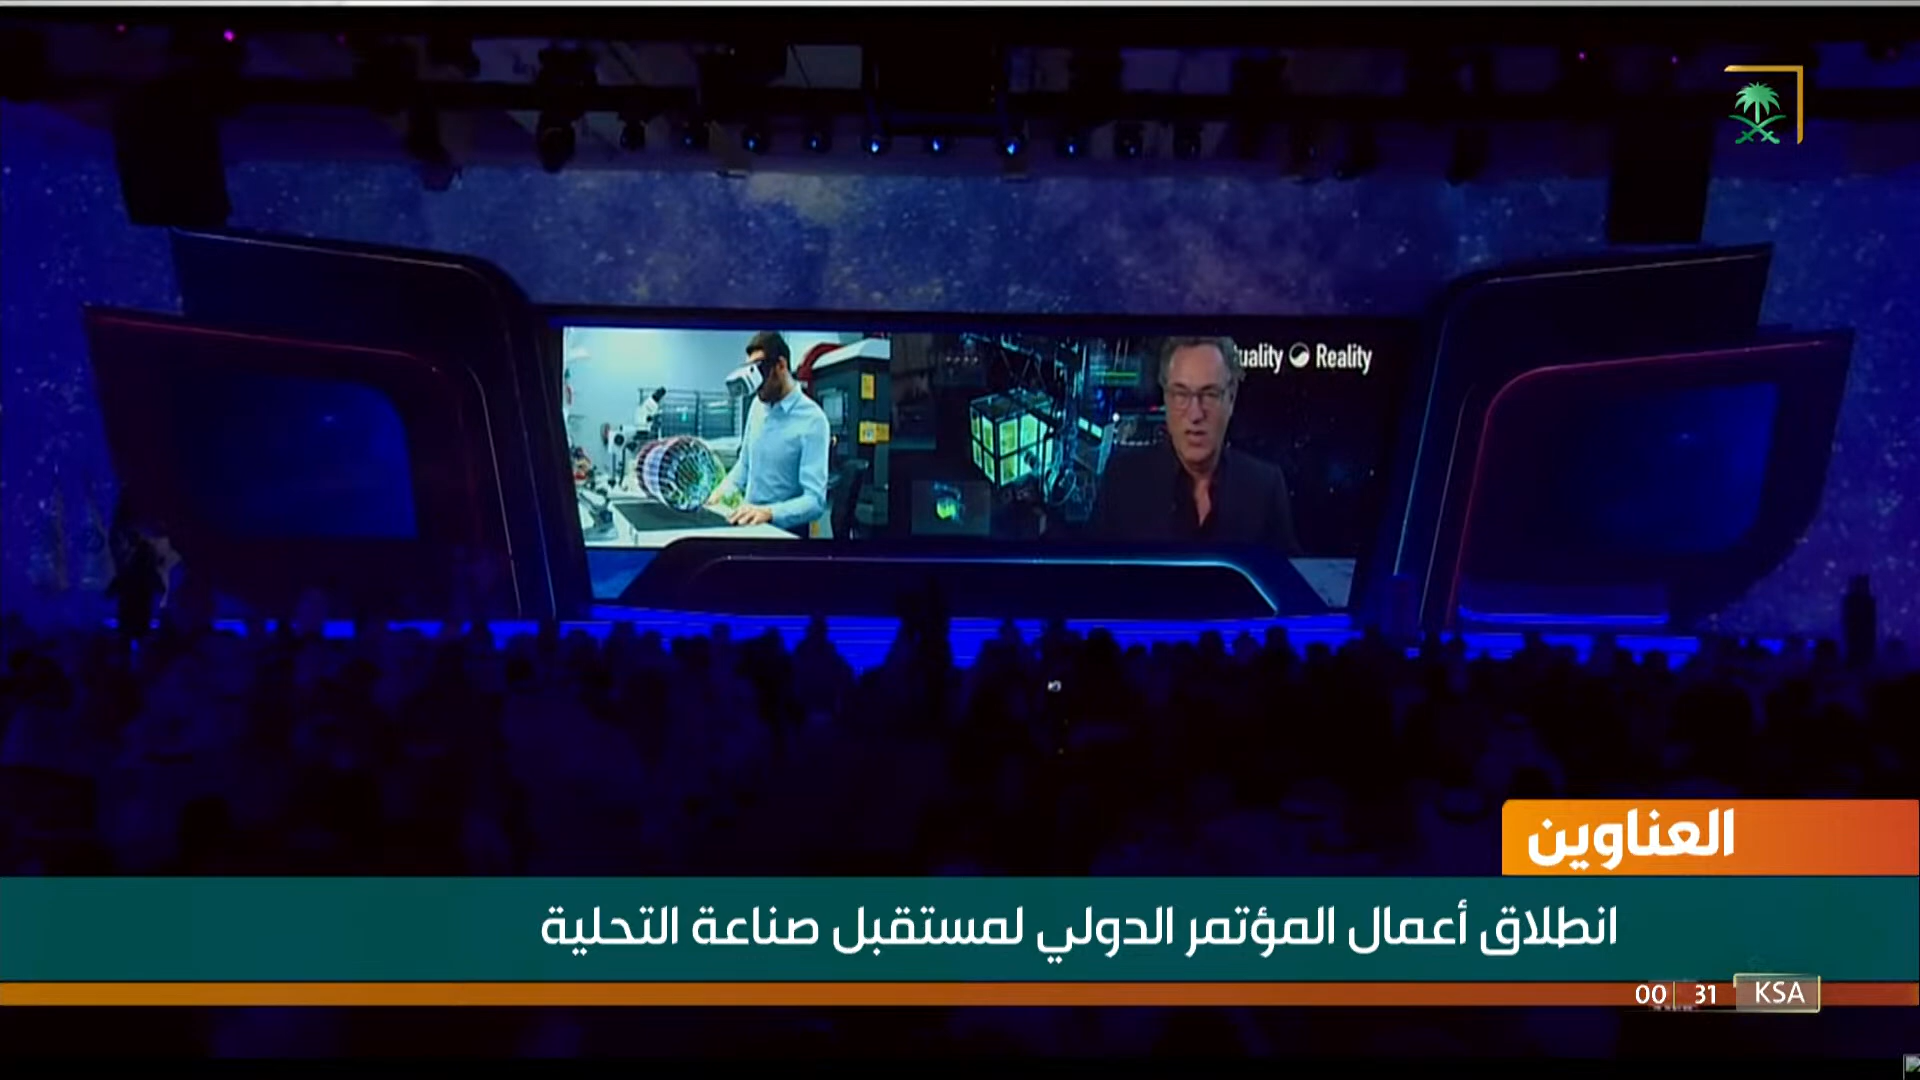 Reality
العناوين
انطلاق أعمال المؤتمر الدولي لمستقبل صناعة التحلية
00 31 KSA